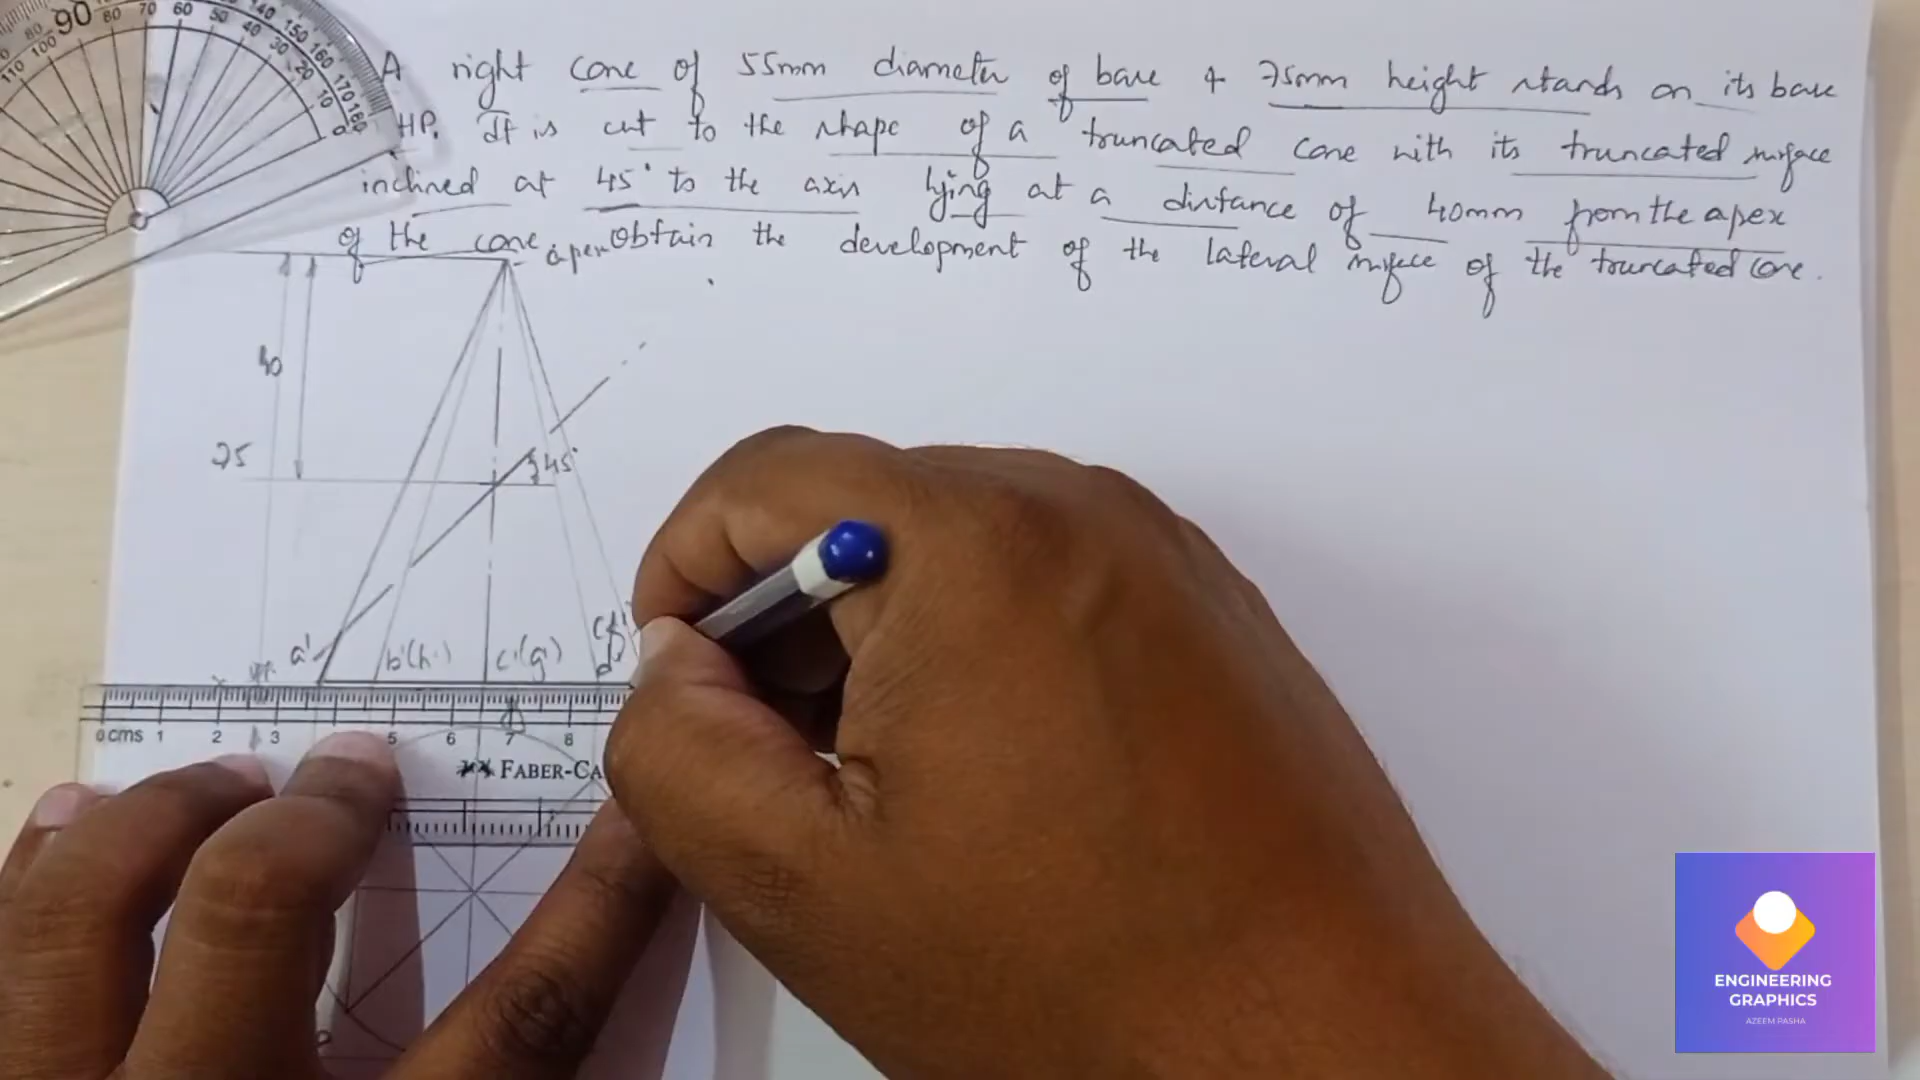 A right cone of 55mm diameter of base & 75mm height stands on its base
HP. It is cut to the shape of a truncated cone with its truncated surface
inclined at 45° to the axis lying at a distance of 40mm from the apex
of the cone. Obtain the development of the lateral surface of the truncated cone.
apex
40
75
45°
a' b'(h') c'(g') d'
0 cms 1 2 3 5 6 7 8
FABER-CA
90 80 70 60 50 40 30 20 10 0
80 100 110 140 150 160 170 180
ENGINEERING
GRAPHICS
AZEEM PASHA